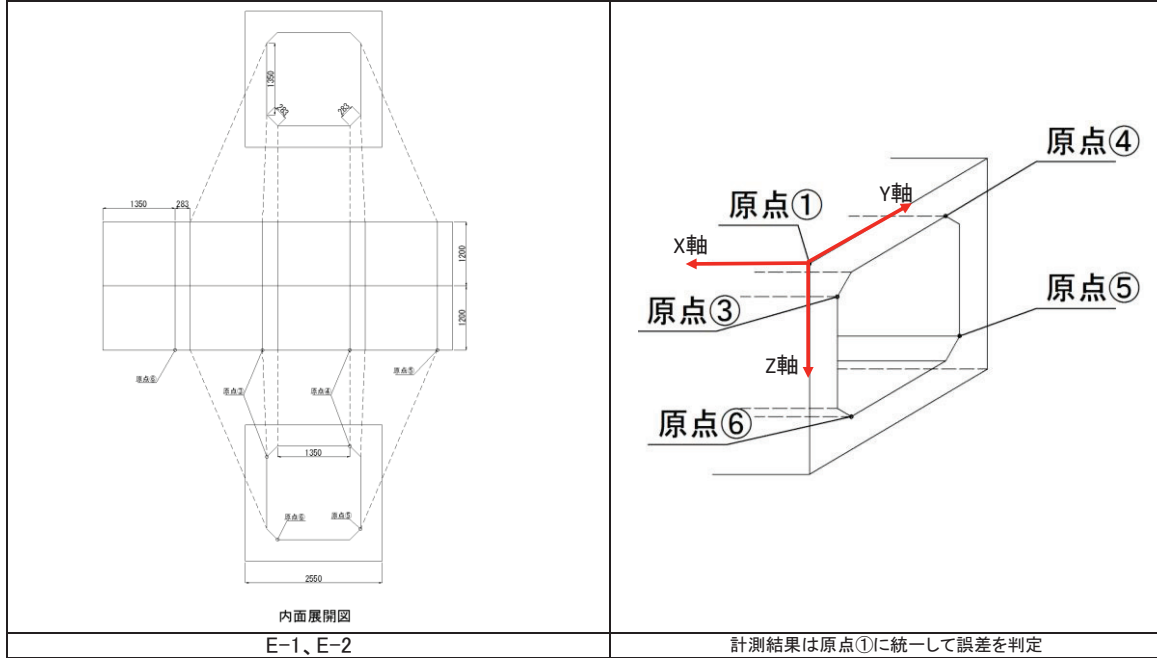 1350
283
283
1350
283
1200
1200
原点⑥
原点③
原点④
原点⑤
1350
原点⑥
原点⑤
2550
内面展開図
E-1、E-2
原点④
Y軸
原点①
X軸
原点⑤
原点③
Z軸
原点⑥
計測結果は原点①に統一して誤差を判定